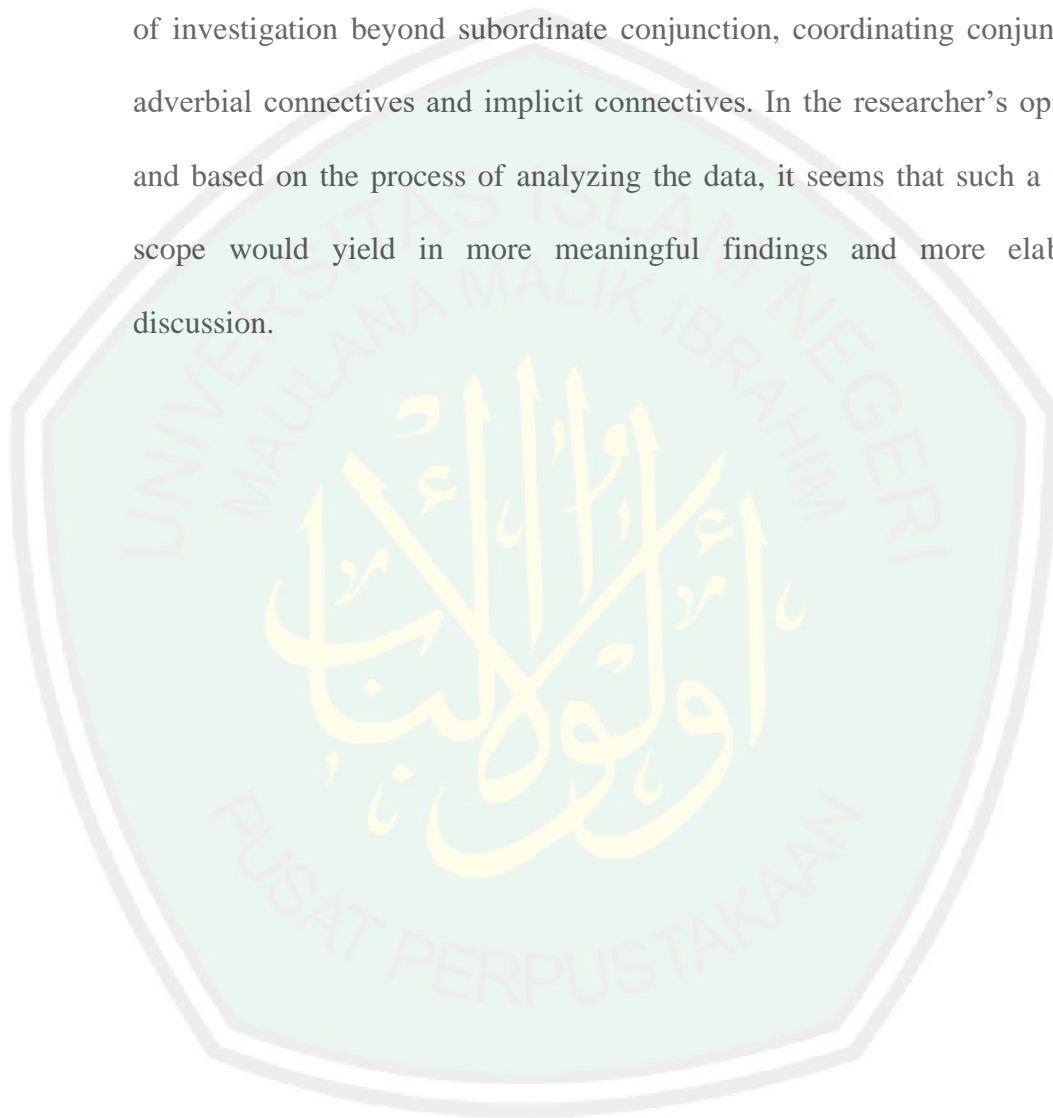 of investigation beyond subordinate conjunction, coordinating conjun
adverbial connectives and implicit connectives. In the researcher’s op
and based on the process of analyzing the data, it seems that such a
scope would yield in more meaningful findings and more elab
discussion.
UNIVERSITAS ISLAM NEGERI
MAULANA MALIK IBRAHIM
أولوا الألباب
PUSAT PERPUSTAKAAN